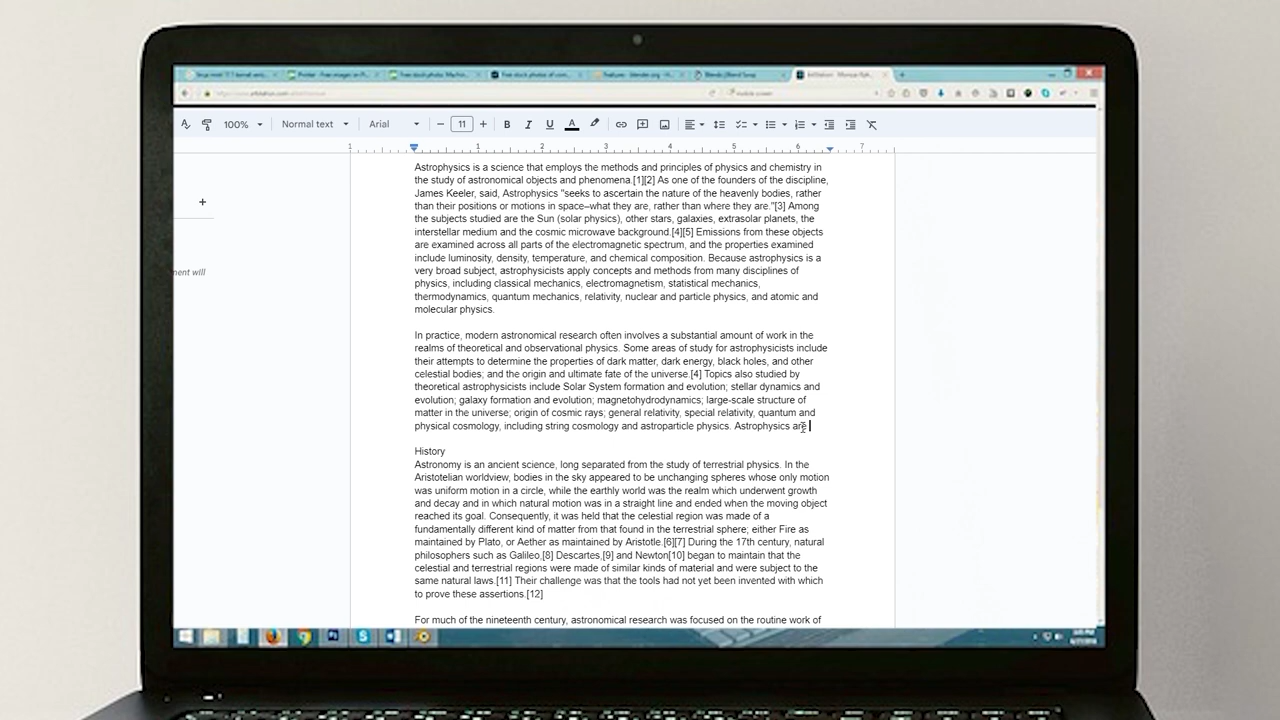 100%
Normal text
Arial
11
B I U A
1 1 2 3 4 5 6 7
Astrophysics is a science that employs the methods and principles of physics and chemistry in
the study of astronomical objects and phenomena.[1][2] As one of the founders of the discipline,
James Keeler, said, Astrophysics "seeks to ascertain the nature of the heavenly bodies, rather
than their positions or motions in space–what they are, rather than where they are."[3] Among
the subjects studied are the Sun (solar physics), other stars, galaxies, extrasolar planets, the
interstellar medium and the cosmic microwave background.[4][5] Emissions from these objects
are examined across all parts of the electromagnetic spectrum, and the properties examined
include luminosity, density, temperature, and chemical composition. Because astrophysics is a
very broad subject, astrophysicists apply concepts and methods from many disciplines of
physics, including classical mechanics, electromagnetism, statistical mechanics,
thermodynamics, quantum mechanics, relativity, nuclear and particle physics, and atomic and
molecular physics.
ment will
In practice, modern astronomical research often involves a substantial amount of work in the
realms of theoretical and observational physics. Some areas of study for astrophysicists include
their attempts to determine the properties of dark matter, dark energy, black holes, and other
celestial bodies; and the origin and ultimate fate of the universe.[4] Topics also studied by
theoretical astrophysicists include Solar System formation and evolution; stellar dynamics and
evolution; galaxy formation and evolution; magnetohydrodynamics; large-scale structure of
matter in the universe; origin of cosmic rays; general relativity, special relativity, quantum and
physical cosmology, including string cosmology and astroparticle physics. Astrophysics are
History
Astronomy is an ancient science, long separated from the study of terrestrial physics. In the
Aristotelian worldview, bodies in the sky appeared to be unchanging spheres whose only motion
was uniform motion in a circle, while the earthly world was the realm which underwent growth
and decay and in which natural motion was in a straight line and ended when the moving object
reached its goal. Consequently, it was held that the celestial region was made of a
fundamentally different kind of matter from that found in the terrestrial sphere; either Fire as
maintained by Plato, or Aether as maintained by Aristotle.[6][7] During the 17th century, natural
philosophers such as Galileo,[8] Descartes,[9] and Newton[10] began to maintain that the
celestial and terrestrial regions were made of similar kinds of material and were subject to the
same natural laws.[11] Their challenge was that the tools had not yet been invented with which
to prove these assertions.[12]
For much of the nineteenth century, astronomical research was focused on the routine work of